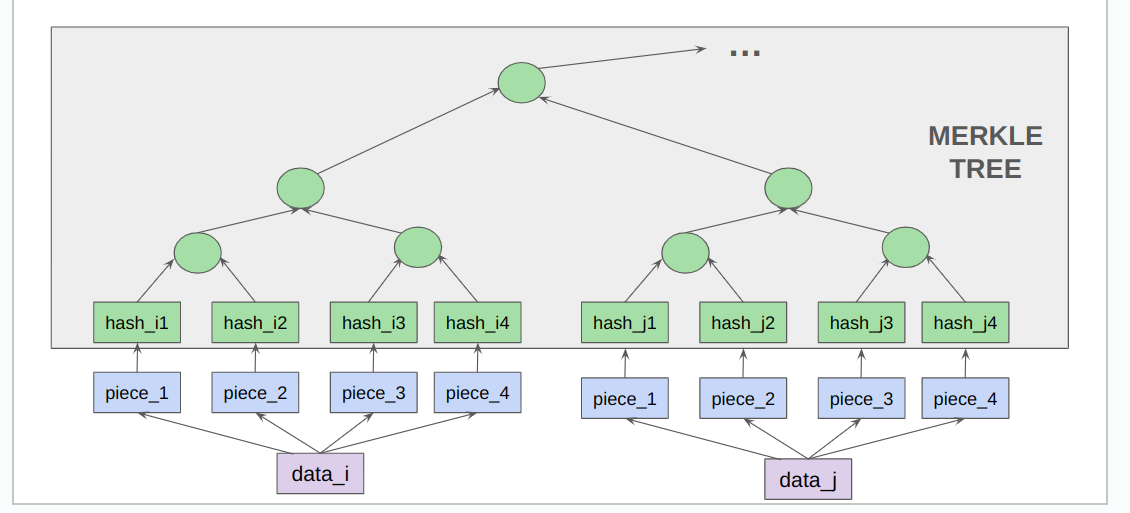 ...
MERKLE
TREE
hash_i1 hash_i2 hash_i3 hash_i4 hash_j1 hash_j2 hash_j3 hash_j4
piece_1 piece_2 piece_3 piece_4 piece_1 piece_2 piece_3 piece_4
data_i data_j